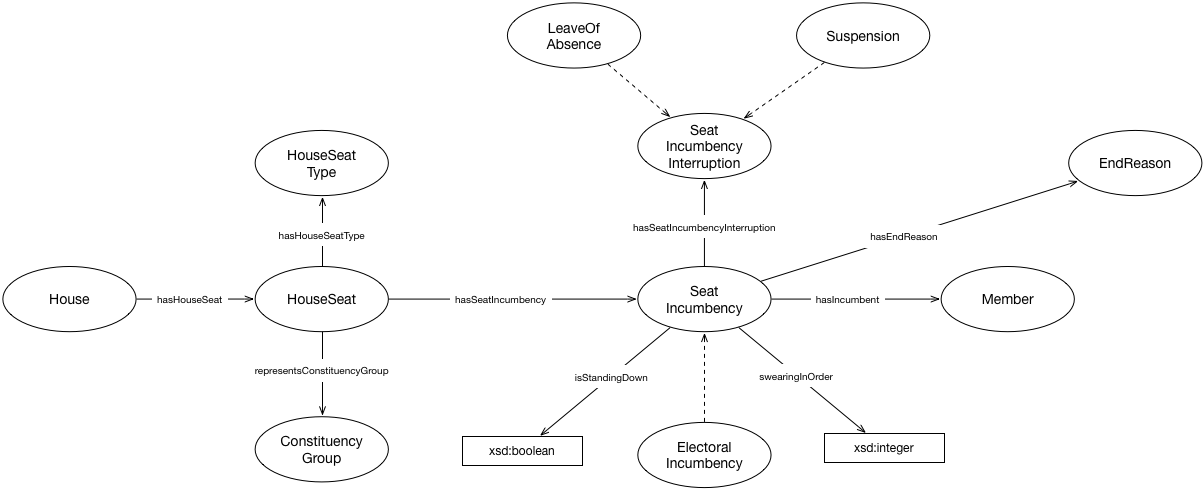 LeaveOf
Absence
Suspension
Seat
Incumbency
Interruption
HouseSeat
Type
EndReason
hasSeatIncumbencyInterruption
hasHouseSeatType
hasEndReason
House
hasHouseSeat
HouseSeat
hasSeatIncumbency
Seat
Incumbency
hasIncumbent
Member
representsConstituencyGroup
isStandingDown
swearingInOrder
Constituency
Group
xsd:boolean
Electoral
Incumbency
xsd:integer